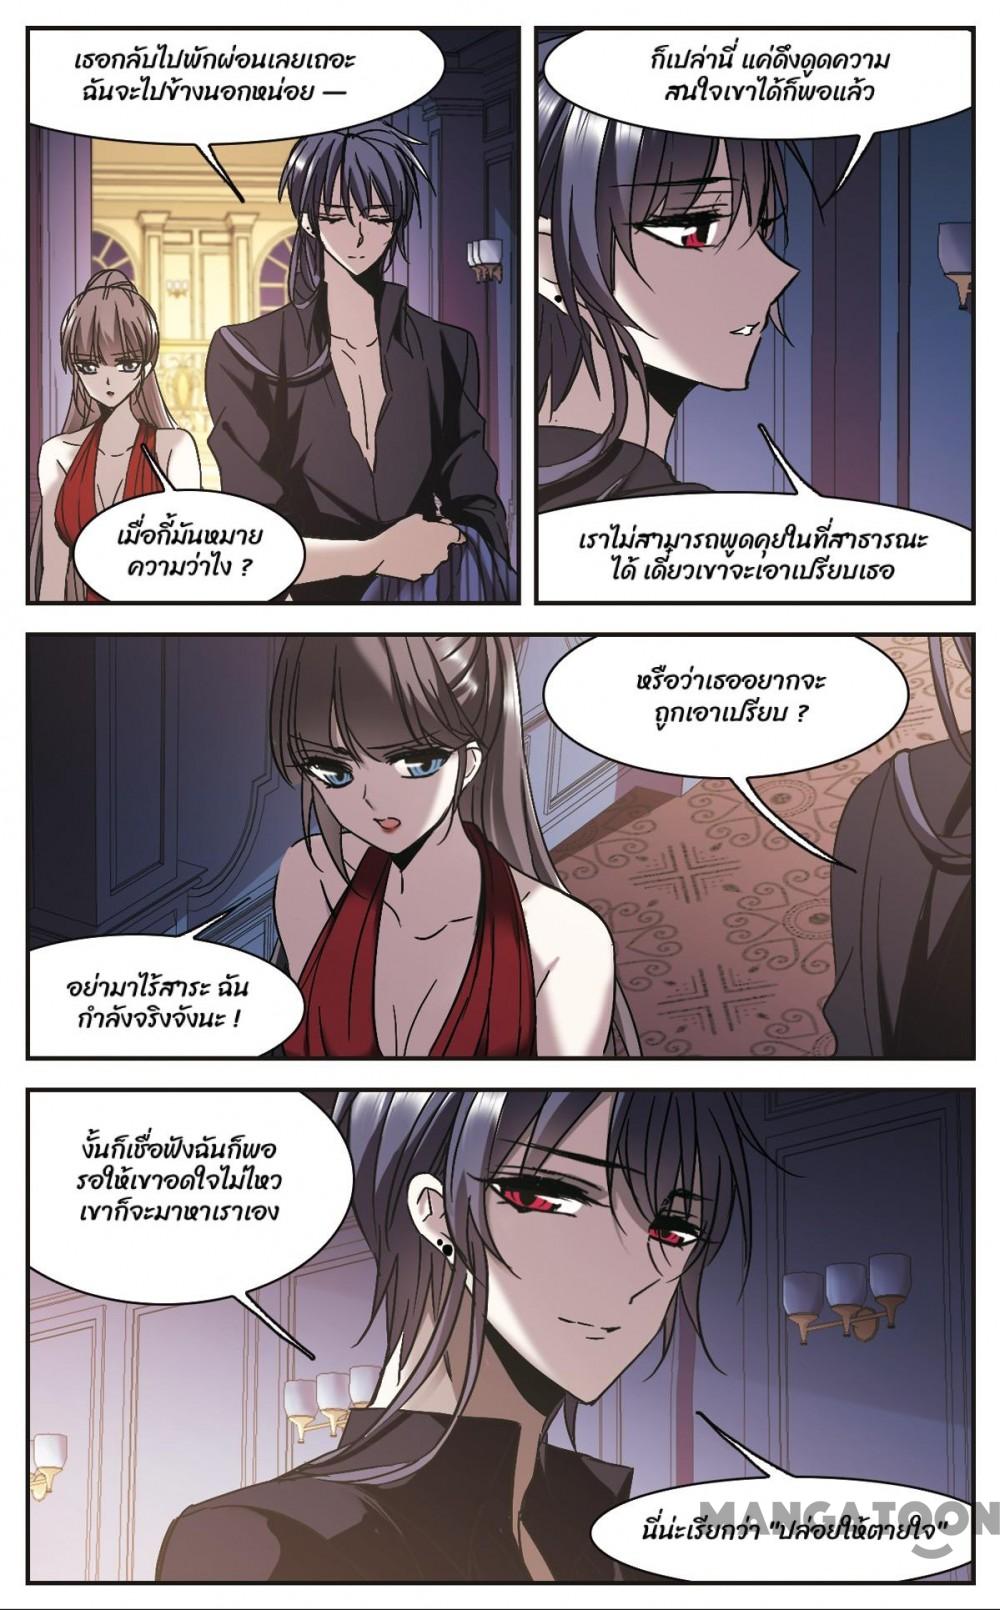 เธอกลับไปพักผ่อนเลยเถอะ
ฉันจะไปข้างนอกหน่อย —
เมื่อกี้มันหมาย
ความว่าไง ?
ก็เปล่านี่ แค่ดึงดูดความ
สนใจเขาได้ก็พอแล้ว
เราไม่สามารถพูดคุยในที่สาธารณะ
ได้ เดี๋ยวเขาจะเอาเปรียบเธอ
หรือว่าเธออยากจะ
ถูกเอาเปรียบ ?
อย่ามาไร้สาระ ฉัน
กำลังจริงจังนะ !
งั้นก็เชื่อฟังฉันก็พอ
รอให้เขาอดใจไม่ไหว
เขาก็จะมาหาเราเอง
นี่น่ะเรียกว่า "ปล่อยให้ตายใจ"
MANGATOON